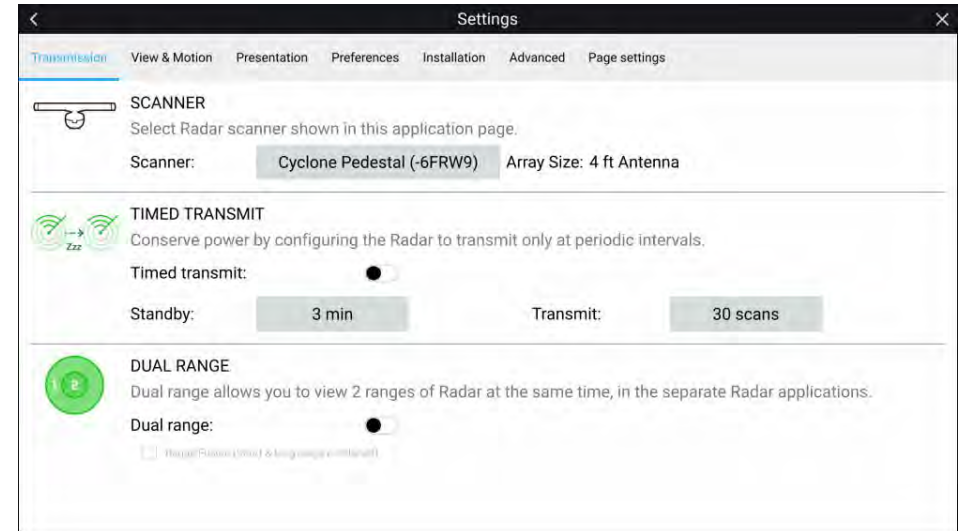 Settings
Transmission View & Motion Presentation Preferences Installation Advanced Page settings
SCANNER
Select Radar scanner shown in this application page.
Scanner: Cyclone Pedestal (-6FRW9) Array Size: 4 ft Antenna
TIMED TRANSMIT
Zzz
Conserve power by configuring the Radar to transmit only at periodic intervals.
Timed transmit:
Standby: 3 min Transmit: 30 scans
DUAL RANGE
1 2
Dual range allows you to view 2 ranges of Radar at the same time, in the separate Radar applications.
Dual range: